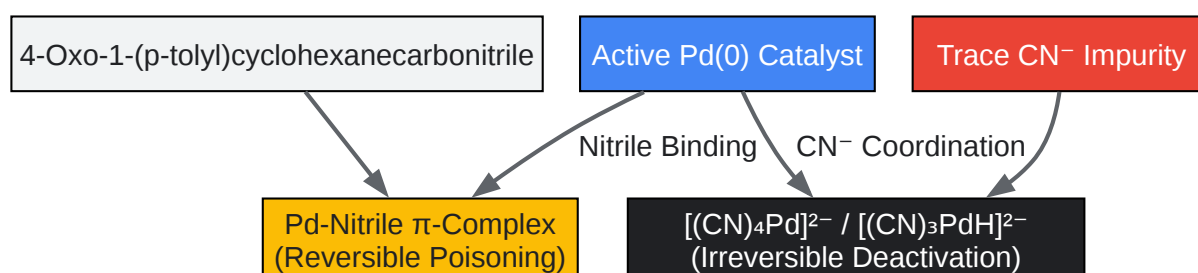 4-Oxo-1-(p-tolyl)cyclohexanecarbonitrile
Active Pd(0) Catalyst
Trace CN⁻ Impurity
Nitrile Binding
CN⁻ Coordination
Pd-Nitrile π-Complex
(Reversible Poisoning)
[(CN)₄Pd]²⁻ / [(CN)₃PdH]²⁻
(Irreversible Deactivation)